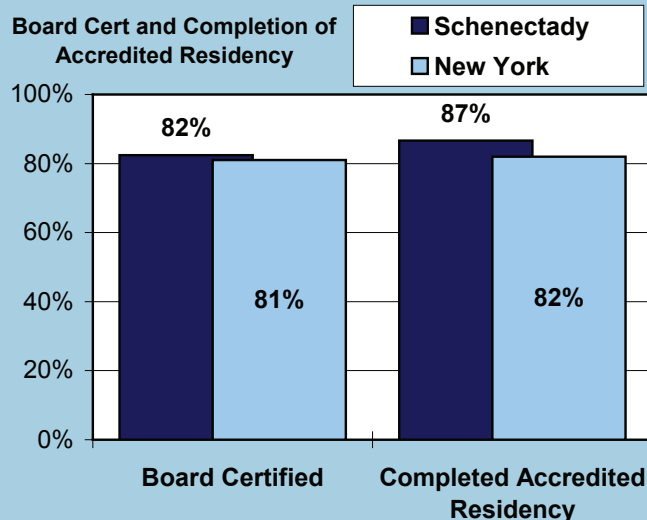 Board Cert and Completion of
Accredited Residency
Schenectady
New York
100%
80%
60%
40%
20%
0%
82%
81%
87%
82%
Board Certified
Completed Accredited
Residency